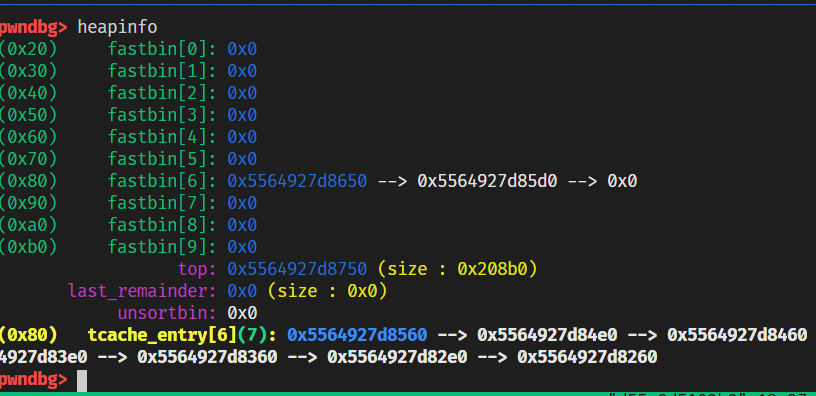 pwndbg> heapinfo
(0x20) fastbin[0]: 0x0
(0x30) fastbin[1]: 0x0
(0x40) fastbin[2]: 0x0
(0x50) fastbin[3]: 0x0
(0x60) fastbin[4]: 0x0
(0x70) fastbin[5]: 0x0
(0x80) fastbin[6]: 0x5564927d8650 --> 0x5564927d85d0 --> 0x0
(0x90) fastbin[7]: 0x0
(0xa0) fastbin[8]: 0x0
(0xb0) fastbin[9]: 0x0
top: 0x5564927d8750 (size : 0x208b0)
last_remainder: 0x0 (size : 0x0)
unsortbin: 0x0
(0x80) tcache_entry[6](7): 0x5564927d8560 --> 0x5564927d84e0 --> 0x5564927d8460
4927d83e0 --> 0x5564927d8360 --> 0x5564927d82e0 --> 0x5564927d8260
pwndbg>